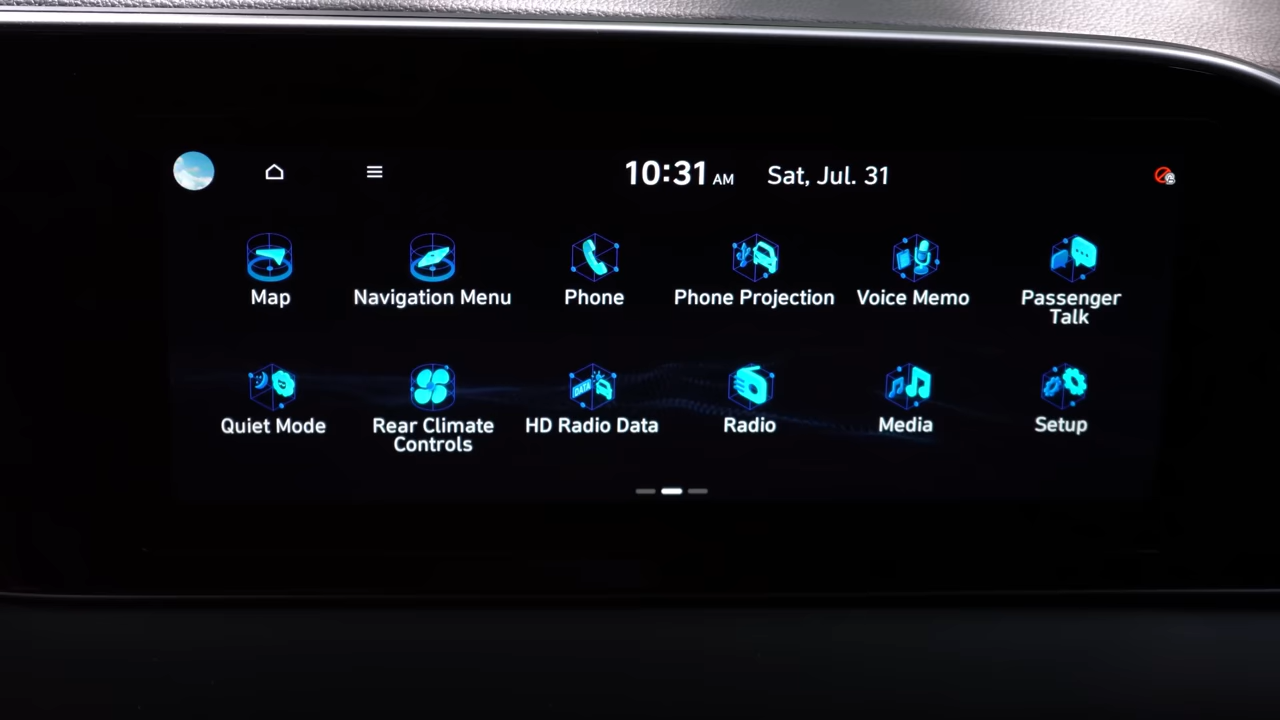 10:31 AM Sat, Jul. 31
Map
Navigation Menu
Phone
Phone Projection
Voice Memo
Passenger
Talk
Quiet Mode
Rear Climate
Controls
DATA
HD Radio Data
Radio
Media
Setup